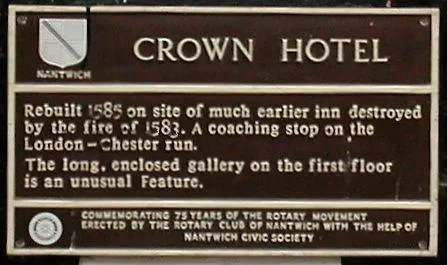 CROWN HOTEL
NANTWICH
Rebuilt 1585 on site of much earlier inn destroyed
by the fire of 1583. A coaching stop on the
London-Chester run.
The long, enclosed gallery on the first floor
is an unusual Feature.
COMMEMORATING 75 YEARS OF THE ROTARY MOVEMENT
ERECTED BY THE ROTARY CLUB OF NANTWICH WITH THE HELP OF
NANTWICH CIVIC SOCIETY